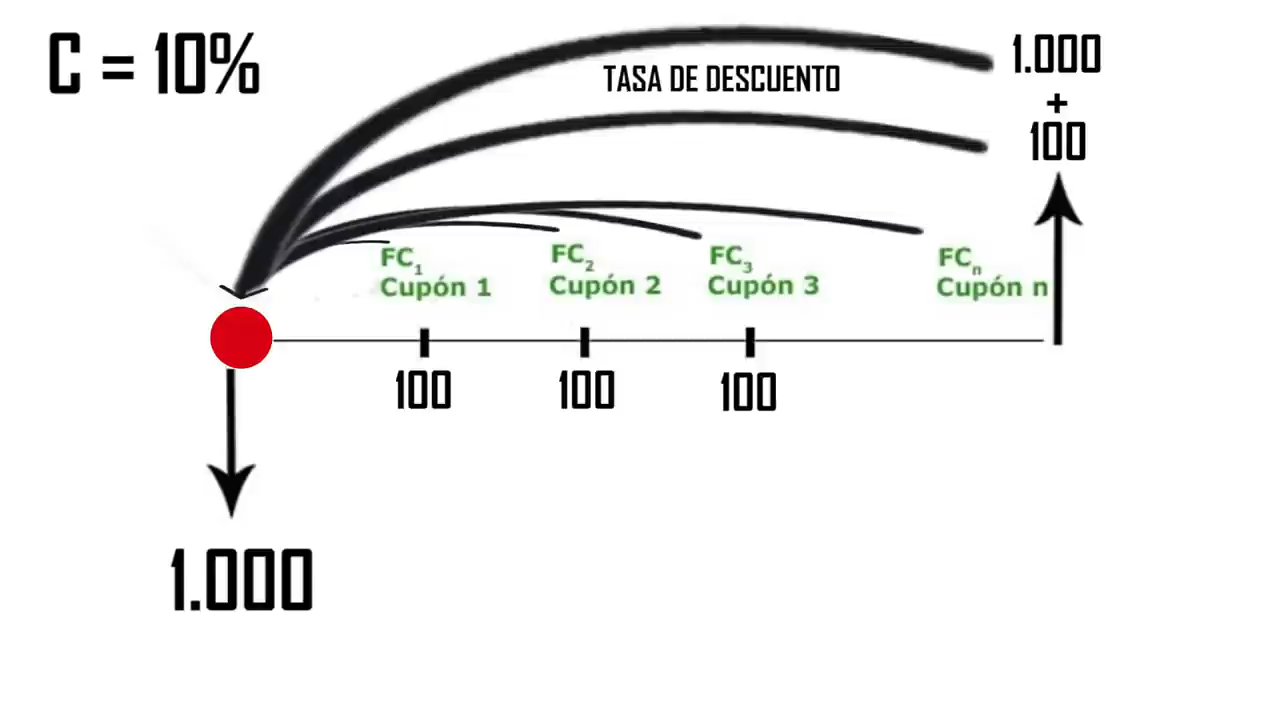 C = 10%
1.000
+
100
TASA DE DESCUENTO
FC1
Cupón 1
FC2
Cupón 2
FC3
Cupón 3
FCn
Cupón n
100
100
100
1.000